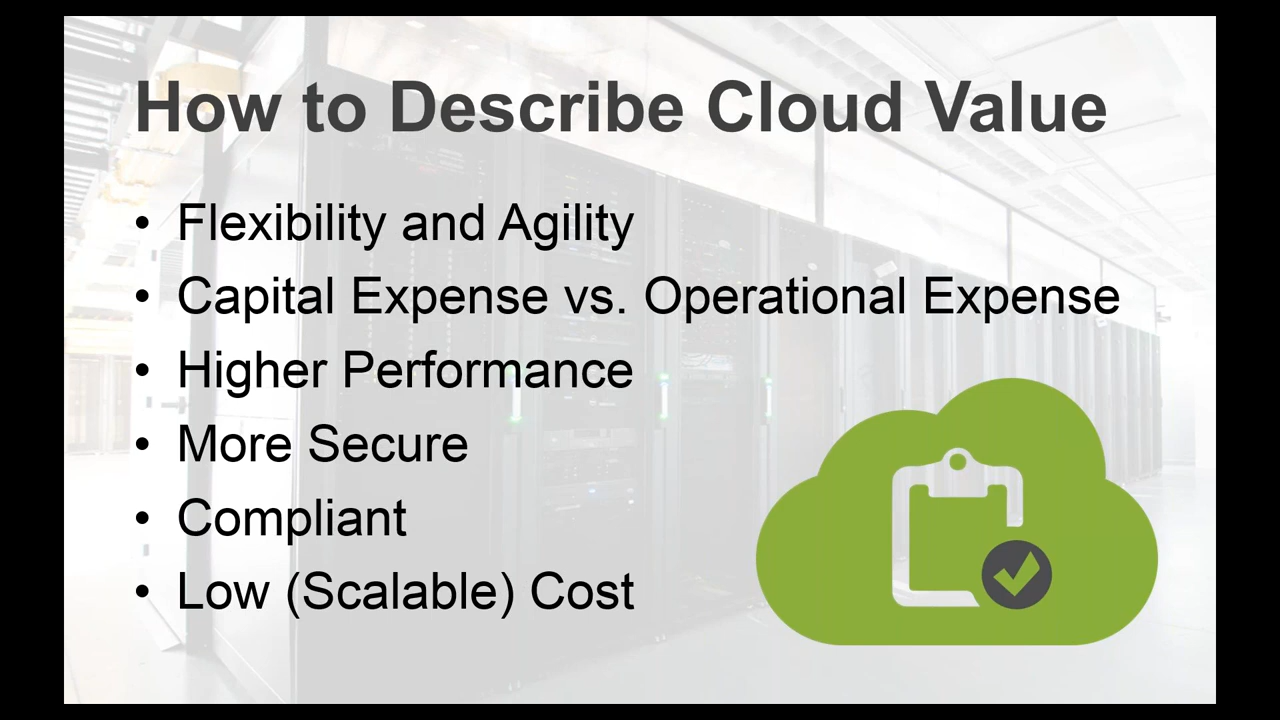 How to Describe Cloud Value
• Flexibility and Agility
• Capital Expense vs. Operational Expense
• Higher Performance
• More Secure
• Compliant
• Low (Scalable) Cost